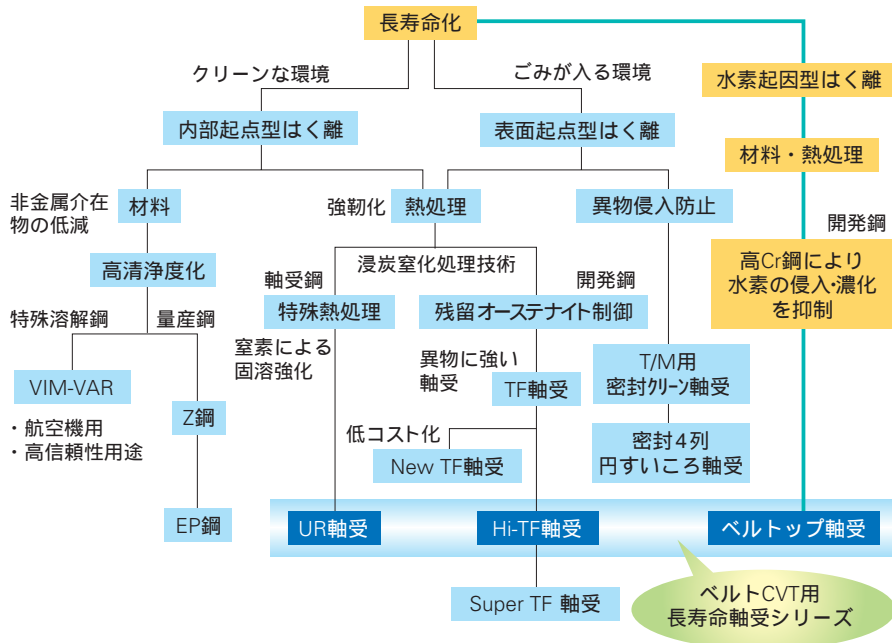 長寿命化
クリーンな環境
ごみが入る環境
水素起因型はく離
内部起点型はく離
表面起点型はく離
材料・熱処理
非金属介在
物の低減
材料
強靭化
熱処理
異物侵入防止
開発鋼
高清浄度化
浸炭窒化処理技術
高Cr鋼により
水素の侵入・濃化
を抑制
軸受鋼
開発鋼
特殊熱処理
残留オーステナイト制御
特殊溶解鋼
量産鋼
窒素による
固溶強化
異物に強い
軸受
T/M用
密封クリーン軸受
VIM-VAR
Z鋼
TF軸受
・航空機用
・高信頼性用途
低コスト化
New TF軸受
密封4列
円すいころ軸受
EP鋼
UR軸受
Hi-TF軸受
ベルトップ軸受
Super TF 軸受
ベルトCVT用
長寿命軸受シリーズ